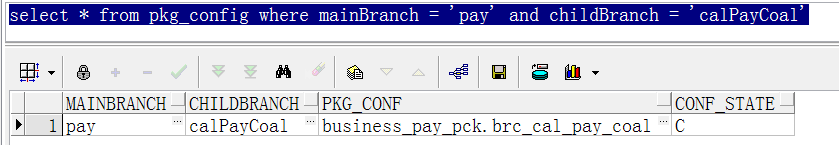 select * from pkg_config where mainBranch = 'pay' and childBranch = 'calPayCoal'
MAINBRANCH CHILDBRANCH PKG_CONF CONF_STATE
1 pay calPayCoal business_pay_pck.brc_cal_pay_coal C